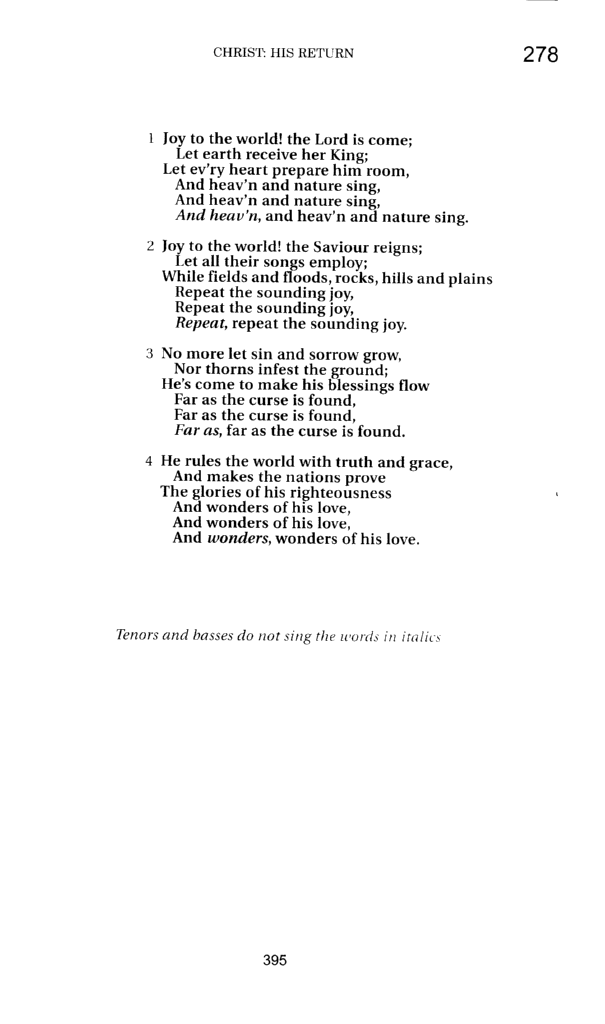 CHRIST: HIS RETURN 278
1 Joy to the world! the Lord is come;
Let earth receive her King;
Let ev'ry heart prepare him room,
And heav'n and nature sing,
And heav'n and nature sing,
And heav'n, and heav'n and nature sing.
2 Joy to the world! the Saviour reigns;
Let all their songs employ;
While fields and floods, rocks, hills and plains
Repeat the sounding joy,
Repeat the sounding joy,
Repeat, repeat the sounding joy.
3 No more let sin and sorrow grow,
Nor thorns infest the ground;
He's come to make his blessings flow
Far as the curse is found,
Far as the curse is found,
Far as, far as the curse is found.
4 He rules the world with truth and grace,
And makes the nations prove
The glories of his righteousness
And wonders of his love,
And wonders of his love,
And wonders, wonders of his love.
Tenors and basses do not sing the words in italics
395